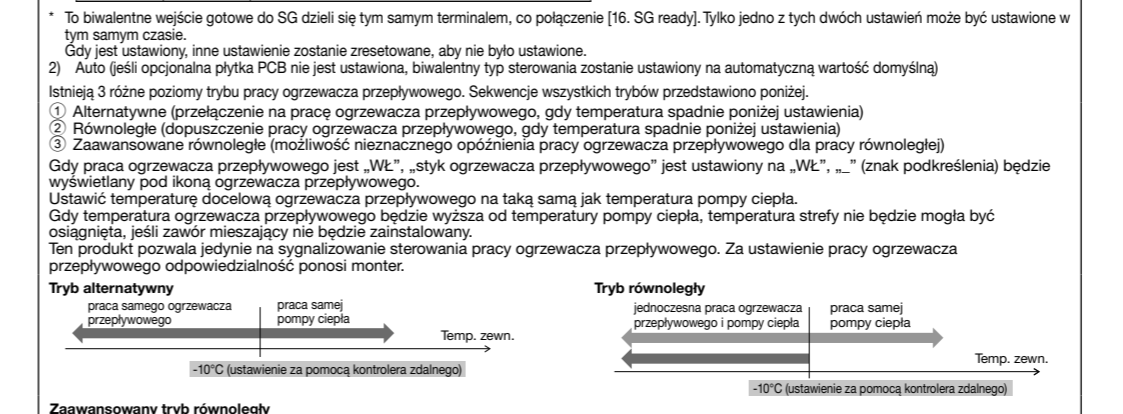 * To biwalentne wejście gotowe do SG dzieli się tym samym terminalem, co połączenie [16. SG ready]. Tylko jedno z tych dwóch ustawień może być ustawione w
tym samym czasie.
Gdy jest ustawiony, inne ustawienie zostanie zresetowane, aby nie było ustawione.
2) Auto (jeśli opcjonalna płytka PCB nie jest ustawiona, biwalentny typ sterowania zostanie ustawiony na automatyczną wartość domyślną)
Istnieją 3 różne poziomy trybu pracy ogrzewacza przepływowego. Sekwencje wszystkich trybów przedstawiono poniżej.
① Alternatywne (przełączenie na pracę ogrzewacza przepływowego, gdy temperatura spadnie poniżej ustawienia)
② Równoległe (dopuszczenie pracy ogrzewacza przepływowego, gdy temperatura spadnie poniżej ustawienia)
③ Zaawansowane równoległe (możliwość nieznacznego opóźnienia pracy ogrzewacza przepływowego dla pracy równoległej)
Gdy praca ogrzewacza przepływowego jest „WŁ”, „styk ogrzewacza przepływowego” jest ustawiony na „WŁ”, „_” (znak podkreślenia) będzie
wyświetlany pod ikoną ogrzewacza przepływowego.
Ustawić temperaturę docelową ogrzewacza przepływowego na taką samą jak temperatura pompy ciepła.
Gdy temperatura ogrzewacza przepływowego będzie wyższa od temperatury pompy ciepła, temperatura strefy nie będzie mogła być
osiągnięta, jeśli zawór mieszający nie będzie zainstalowany.
Ten produkt pozwala jedynie na sygnalizowanie sterowania pracy ogrzewacza przepływowego. Za ustawienie pracy ogrzewacza
przepływowego odpowiedzialność ponosi monter.
Tryb alternatywny
praca samego ogrzewacza
przepływowego
praca samej
pompy ciepła
Temp. zewn.
-10°C (ustawienie za pomocą kontrolera zdalnego)
Tryb równoległy
jednoczesna praca ogrzewacza
przepływowego i pompy ciepła
praca samej
pompy ciepła
Temp. zewn.
-10°C (ustawienie za pomocą kontrolera zdalnego)
Zaawansowany tryb równoległy